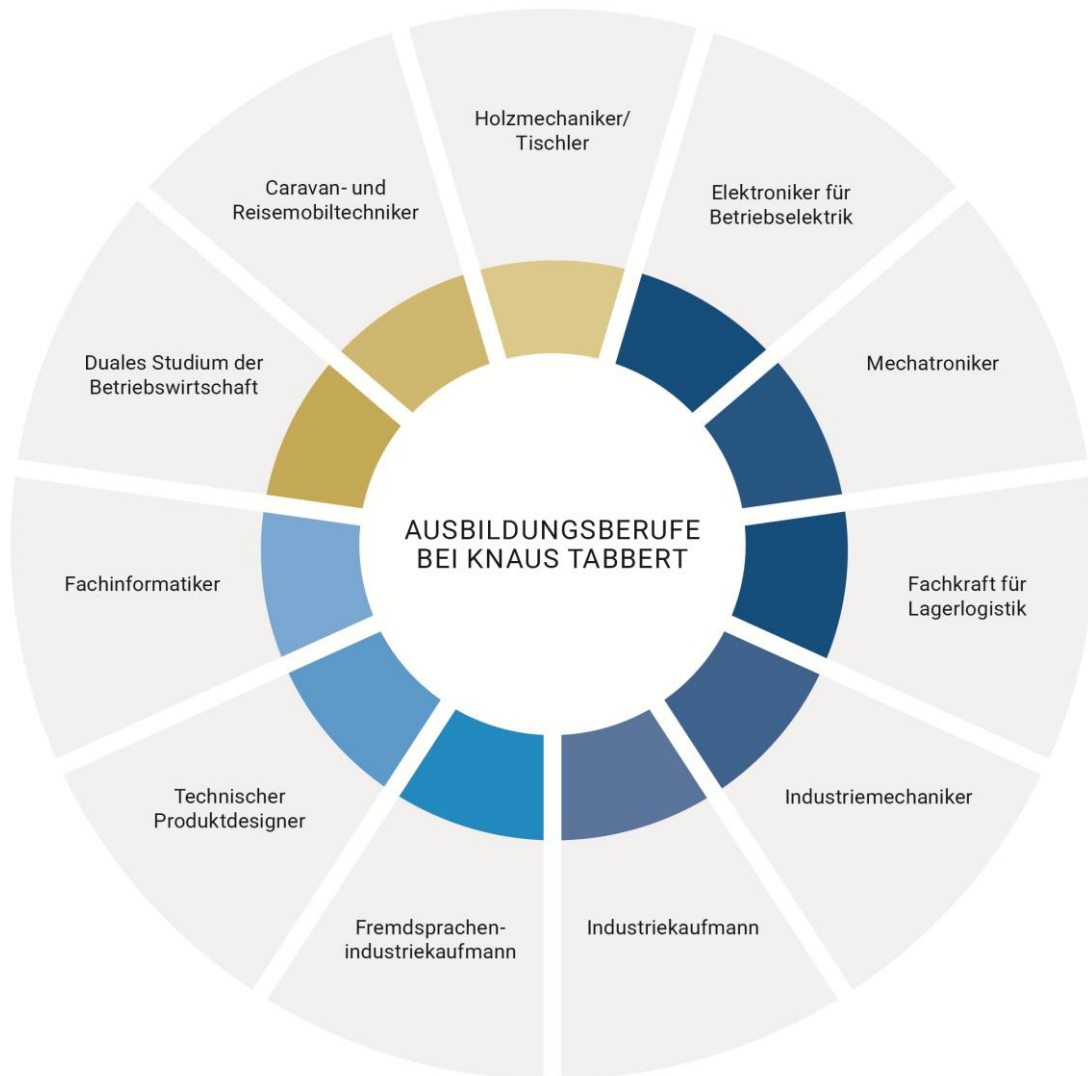 AUSBILDUNGSBERUFE
BEI KNAUS TABBERT
Holzmechaniker/
Tischler
Elektroniker für
Betriebselektrik
Mechatroniker
Fachkraft für
Lagerlogistik
Industriemechaniker
Industriekaufmann
Fremdsprachen-
industriekaufmann
Technischer
Produktdesigner
Fachinformatiker
Duales Studium der
Betriebswirtschaft
Caravan- und
Reisemobiltechniker